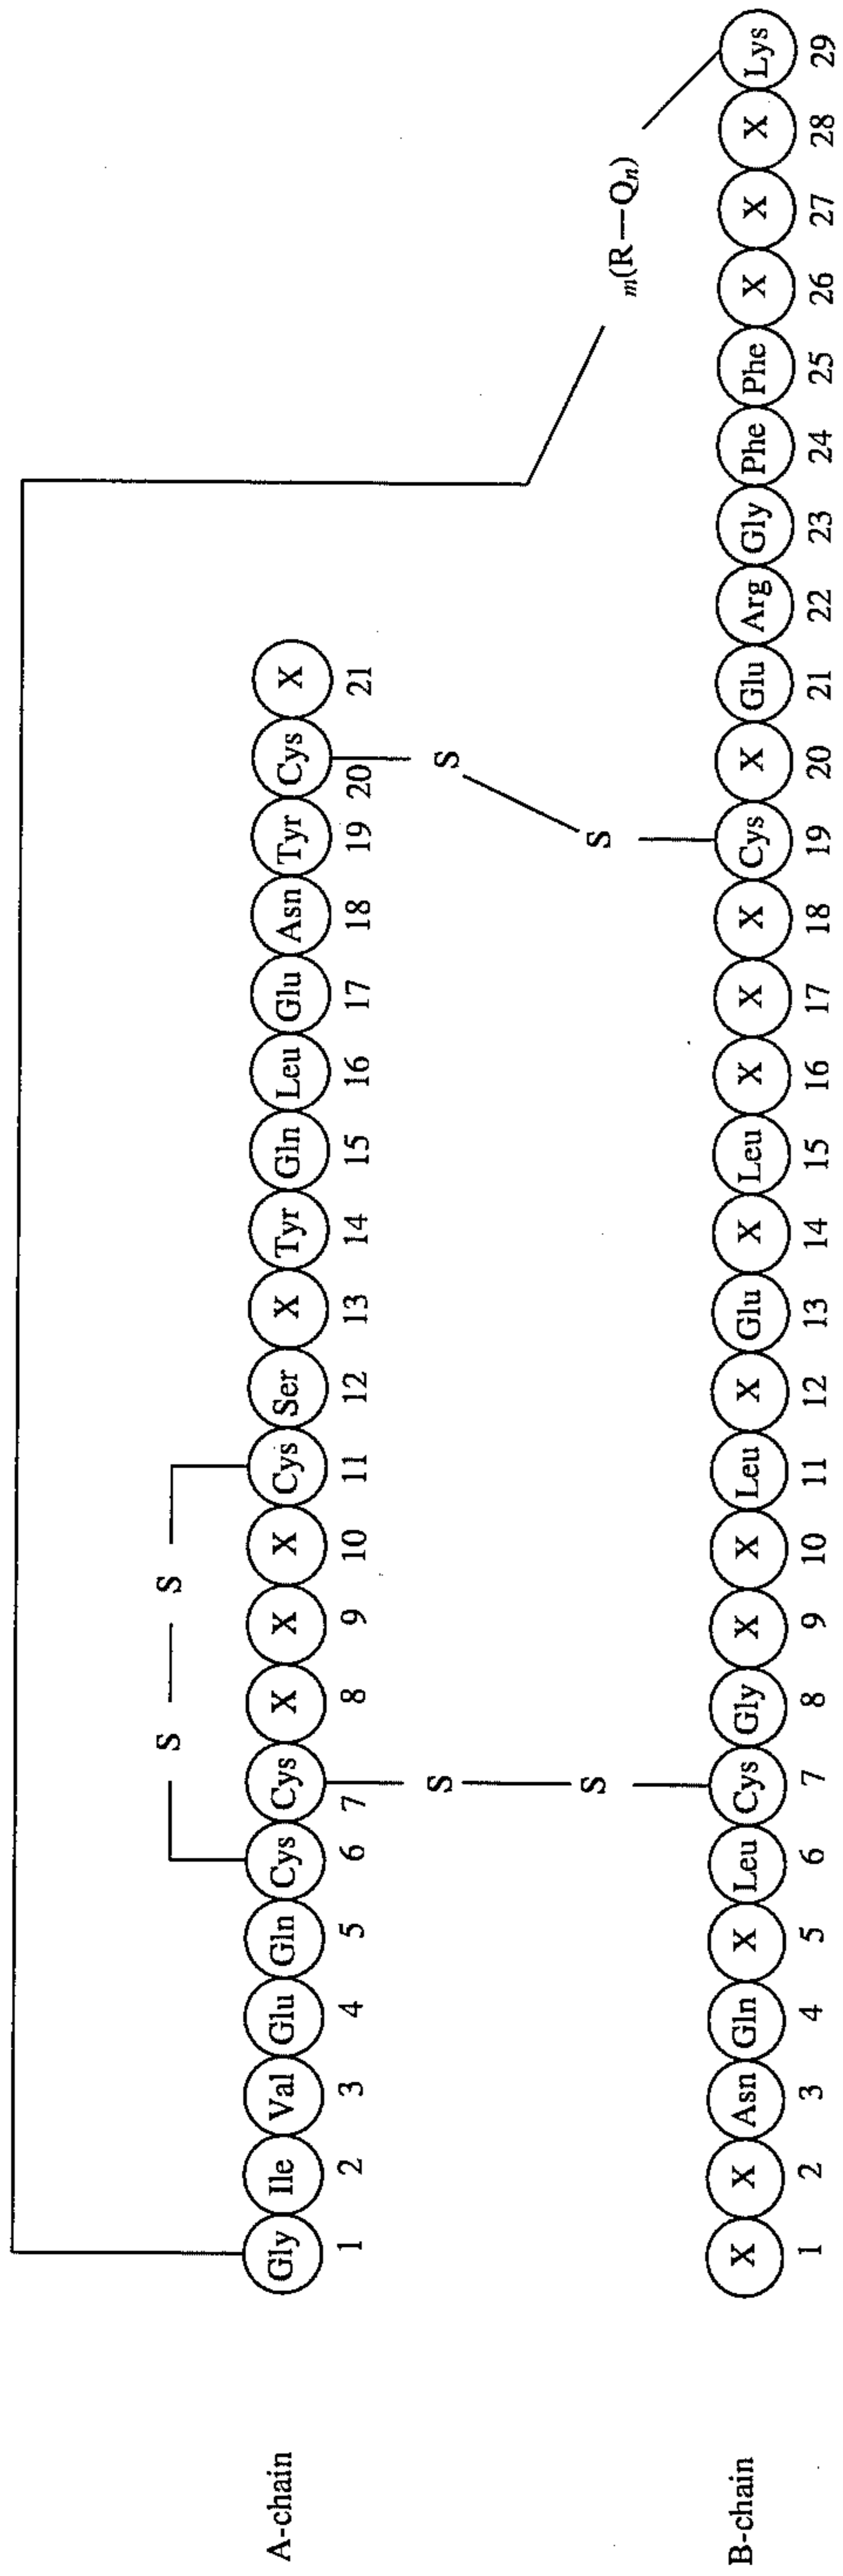 S S
A-chain Gly Ile Val Glu Gln Cys Cys X X X Cys Ser X Tyr Gln Leu Glu Asn Tyr Cys X
1 2 3 4 5 6 7 8 9 10 11 12 13 14 15 16 17 18 19 20 21
S S
S S
m(R—Qn)
B-chain X X Asn Gln X Leu Cys Gly X X Leu X Glu X Leu X X X Cys X Glu Arg Gly Phe Phe X X X Lys
1 2 3 4 5 6 7 8 9 10 11 12 13 14 15 16 17 18 19 20 21 22 23 24 25 26 27 28 29